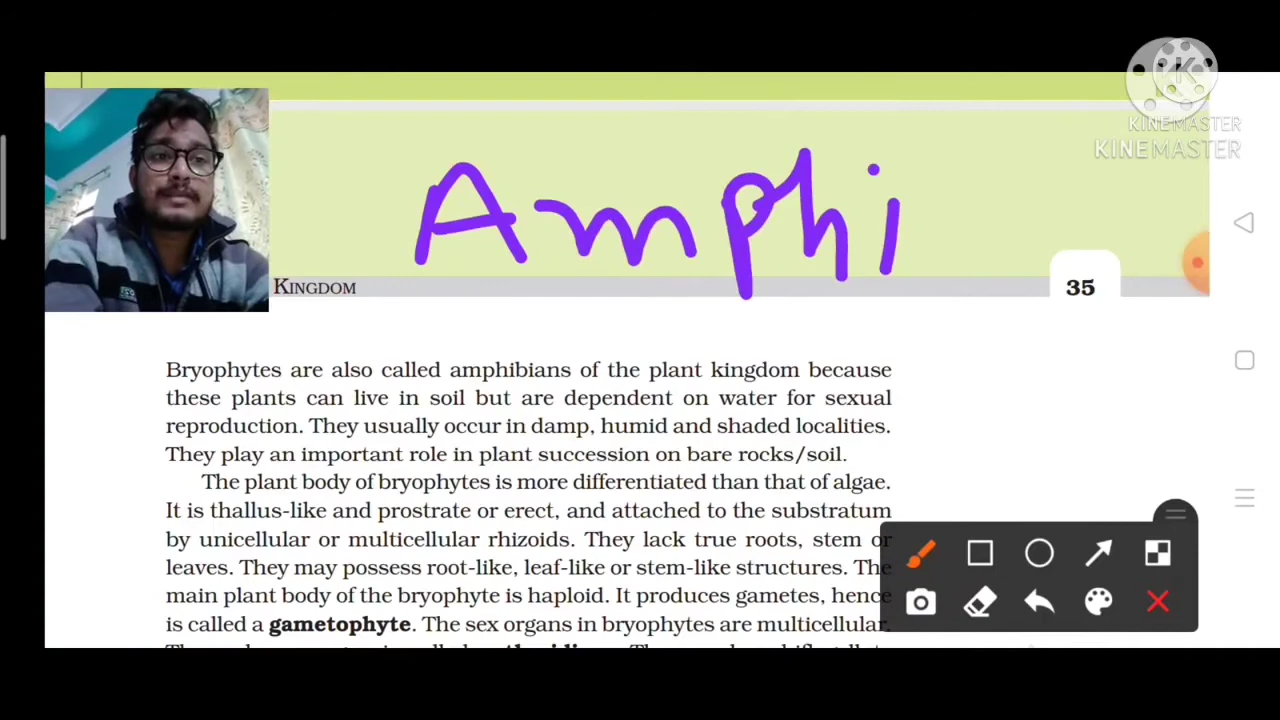 KINEMASTER
KINEMASTER
Amphi
KINGDOM
35
Bryophytes are also called amphibians of the plant kingdom because
these plants can live in soil but are dependent on water for sexual
reproduction. They usually occur in damp, humid and shaded localities.
They play an important role in plant succession on bare rocks/soil.
The plant body of bryophytes is more differentiated than that of algae.
It is thallus-like and prostrate or erect, and attached to the substratum
by unicellular or multicellular rhizoids. They lack true roots, stem or
leaves. They may possess root-like, leaf-like or stem-like structures. The
main plant body of the bryophyte is haploid. It produces gametes, hence
is called a gametophyte. The sex organs in bryophytes are multicellular.